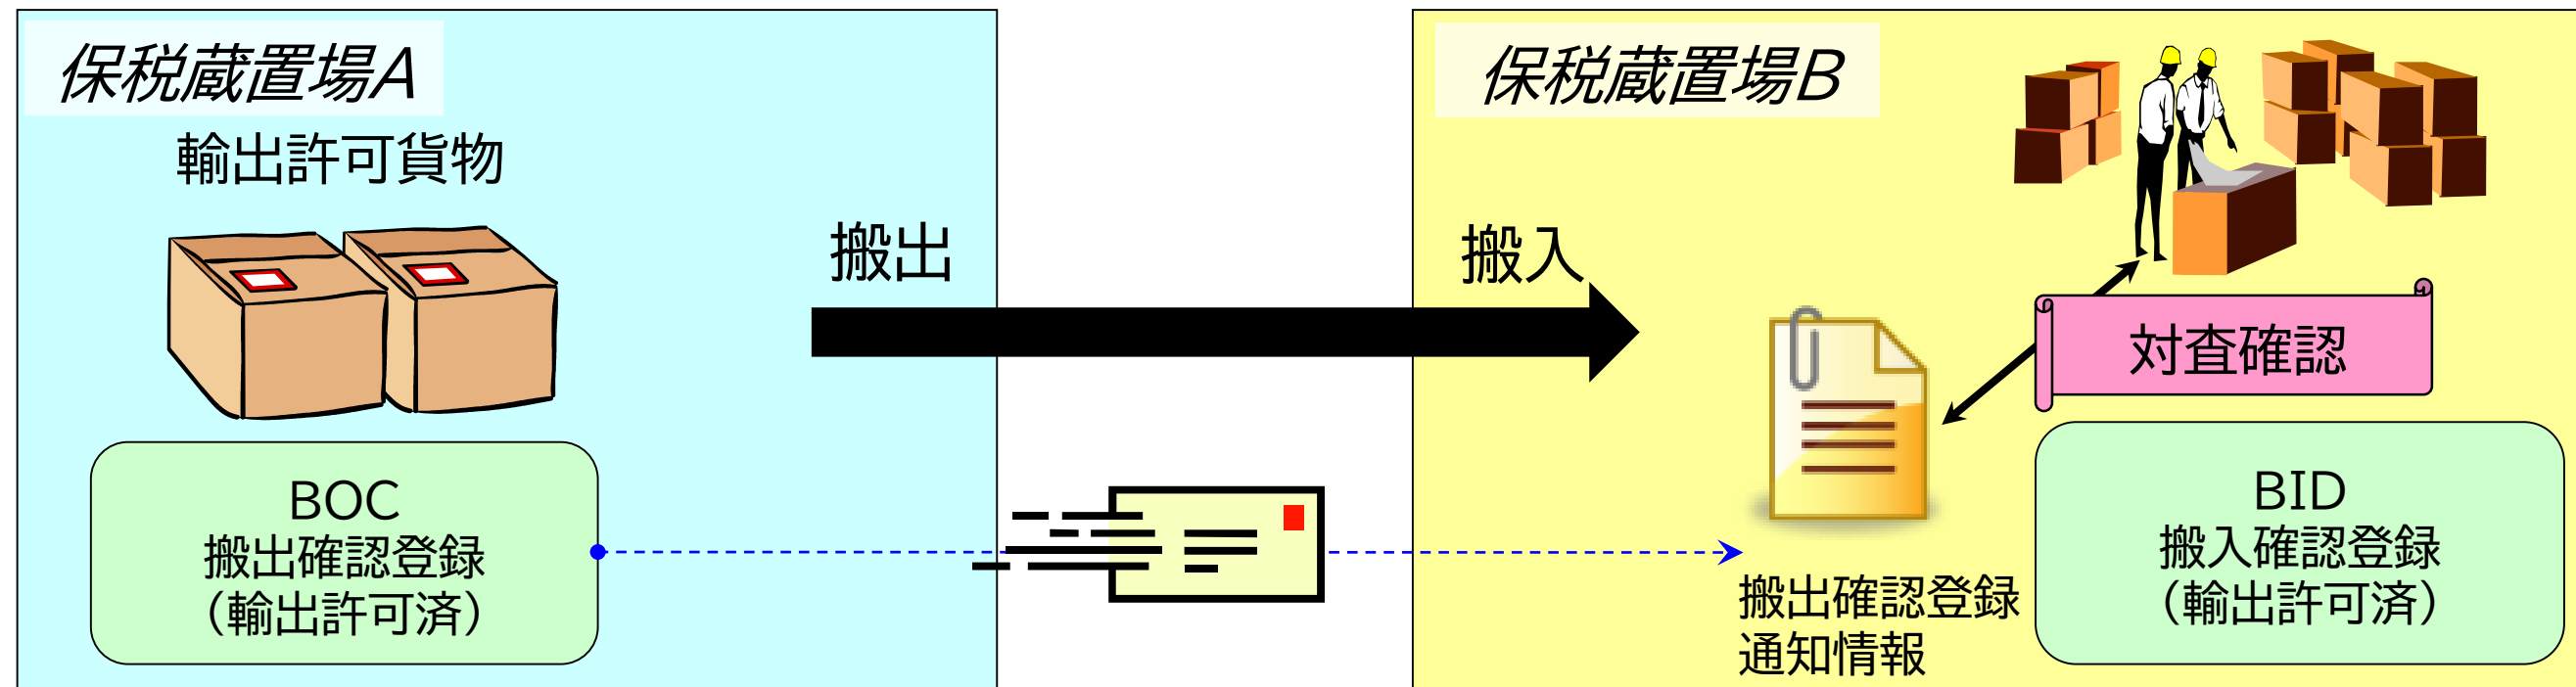 保税蔵置場A
輸出許可貨物
搬出
BOC
搬出確認登録
（輸出許可済）
保税蔵置場B
搬入
対査確認
搬出確認登録
通知情報
BID
搬入確認登録
（輸出許可済）